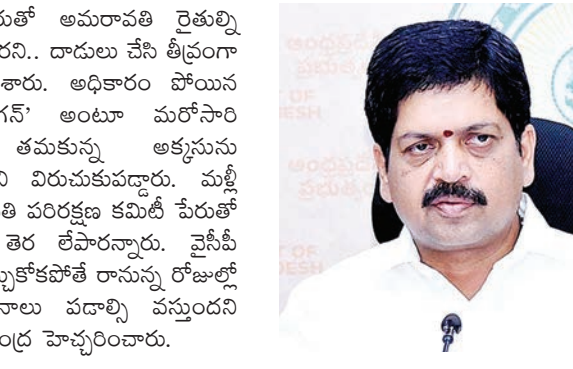 రుతో అమరావతి రైతుల్ని
రని.. దాడులు చేసి తీవ్రంగా
శారు. అధికారం పోయిన
గన్' అంటూ మరోసారి
తమకున్న అక్కసును
ని విరుచుకుపడ్డారు. మళ్లీ
తి పరిరక్షణ కమిటీ పేరుతో
తెర లేపారన్నారు. వైసీపీ
చ్చుకోకపోతే రానున్న రోజుల్లో
నాలు పడాల్సి వస్తుందని
ంద్ర హెచ్చరించారు.